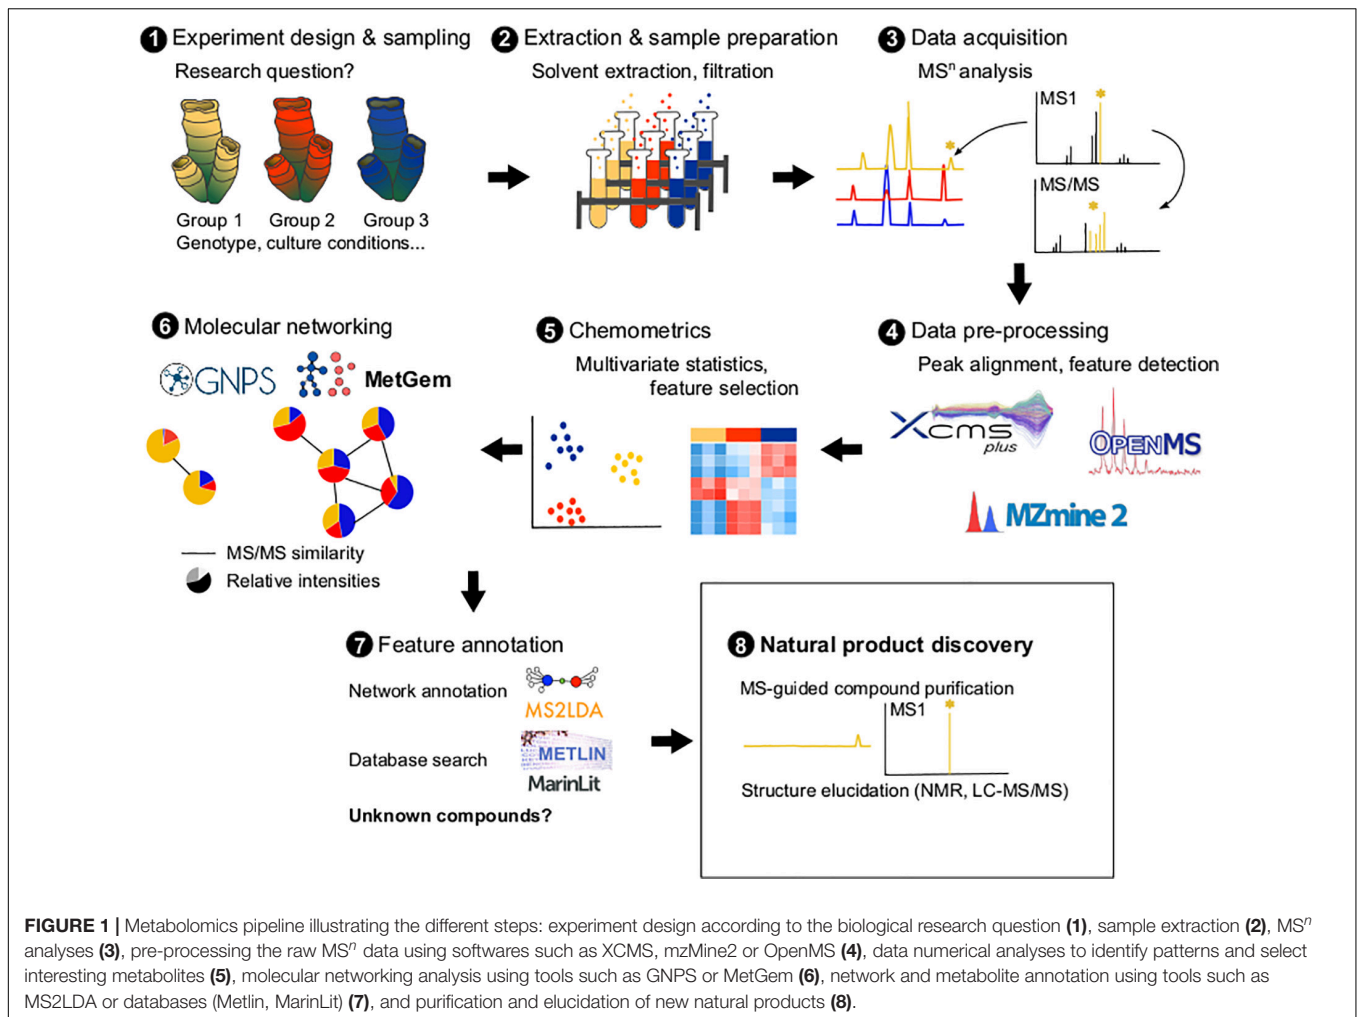 1 Experiment design & sampling
Research question?
Group 1 Group 2 Group 3
Genotype, culture conditions...
2 Extraction & sample preparation
Solvent extraction, filtration
3 Data acquisition
MSⁿ analysis
MS1
MS/MS
4 Data pre-processing
Peak alignment, feature detection
Xcms
plus
OPENMS
MZmine 2
5 Chemometrics
Multivariate statistics,
feature selection
6 Molecular networking
GNPS
MetGem
MS/MS similarity
Relative intensities
7 Feature annotation
Network annotation
MS2LDA
Database search
METLIN
MarinLit
Unknown compounds?
8 Natural product discovery
MS-guided compound purification
MS1
Structure elucidation (NMR, LC-MS/MS)
FIGURE 1 | Metabolomics pipeline illustrating the different steps: experiment design according to the biological research question (1), sample extraction (2), MSⁿ
analyses (3), pre-processing the raw MSⁿ data using softwares such as XCMS, mzMine2 or OpenMS (4), data numerical analyses to identify patterns and select
interesting metabolites (5), molecular networking analysis using tools such as GNPS or MetGem (6), network and metabolite annotation using tools such as
MS2LDA or databases (Metlin, MarinLit) (7), and purification and elucidation of new natural products (8).